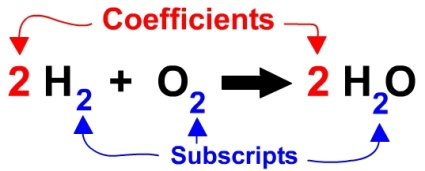 Coefficients
2 H₂ + O₂ → 2 H₂O
Subscripts